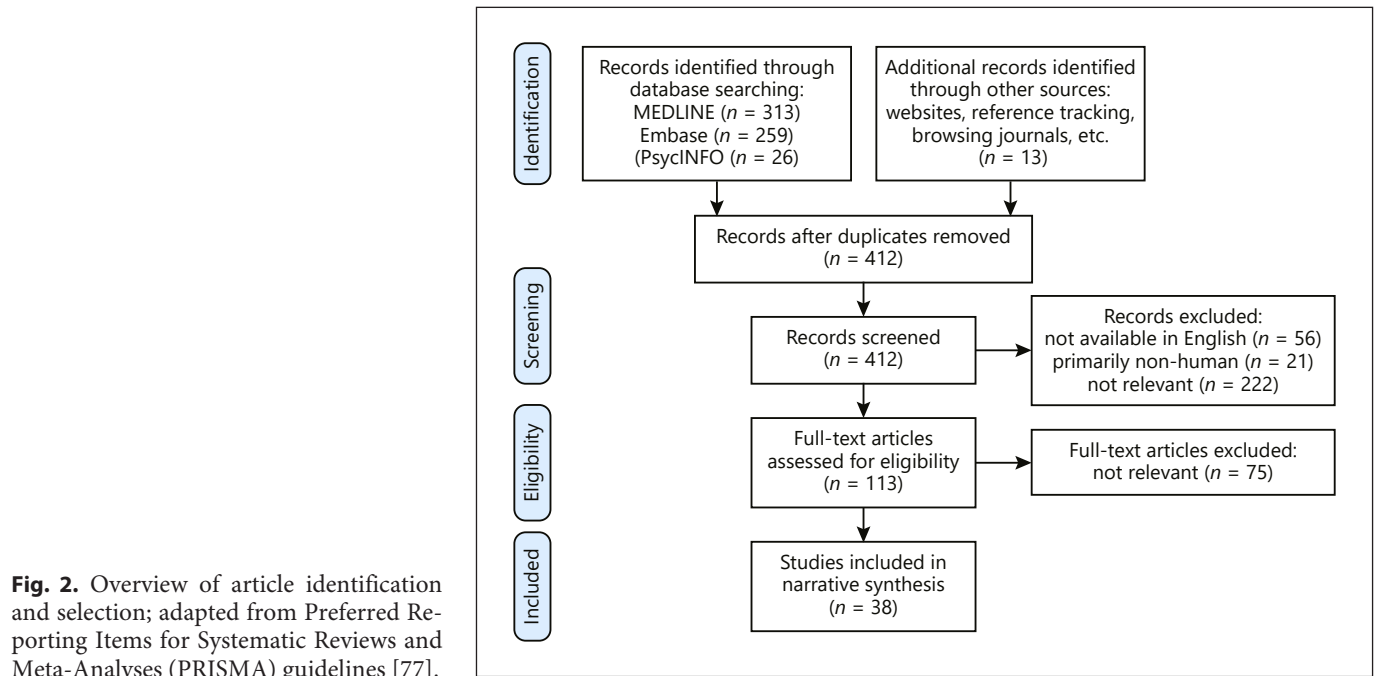 Identification
Records identified through
database searching:
MEDLINE (n = 313)
Embase (n = 259)
(PsycINFO (n = 26)
Additional records identified
through other sources:
websites, reference tracking,
browsing journals, etc.
(n = 13)
Records after duplicates removed
(n = 412)
Screening
Records screened
(n = 412)
Records excluded:
not available in English (n = 56)
primarily non-human (n = 21)
not relevant (n = 222)
Eligibility
Full-text articles
assessed for eligibility
(n = 113)
Full-text articles excluded:
not relevant (n = 75)
Included
Studies included in
narrative synthesis
(n = 38)
Fig. 2. Overview of article identification
and selection; adapted from Preferred Re-
porting Items for Systematic Reviews and
Meta-Analyses (PRISMA) guidelines [77].